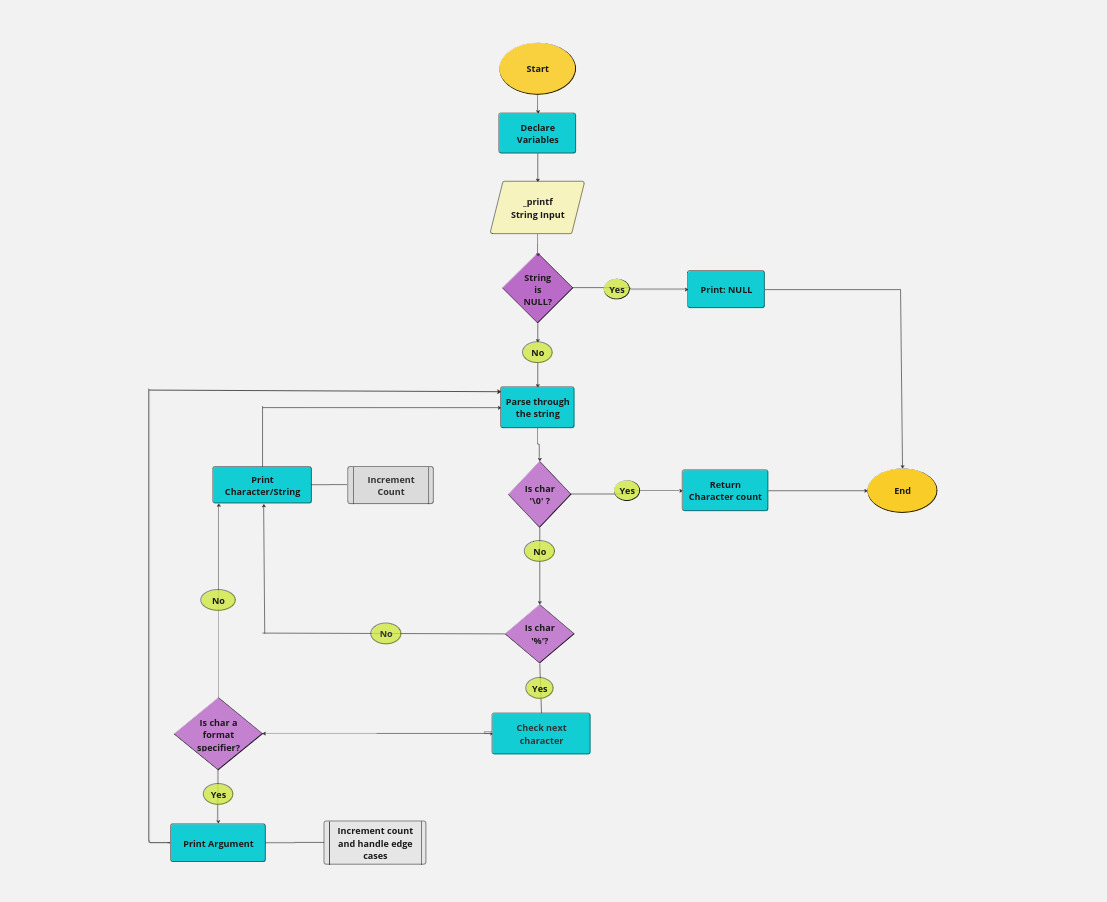 Start
Declare
Variables
_printf
String Input
String
is
NULL?
Yes
Print: NULL
No
Parse through
the string
Print
Character/String
Increment
Count
Is char
'\0' ?
Yes
Return
Character count
End
No
No
Is char
'%'?
No
Yes
Is char a
format
specifier?
Check next
character
Yes
Print Argument
Increment count
and handle edge
cases